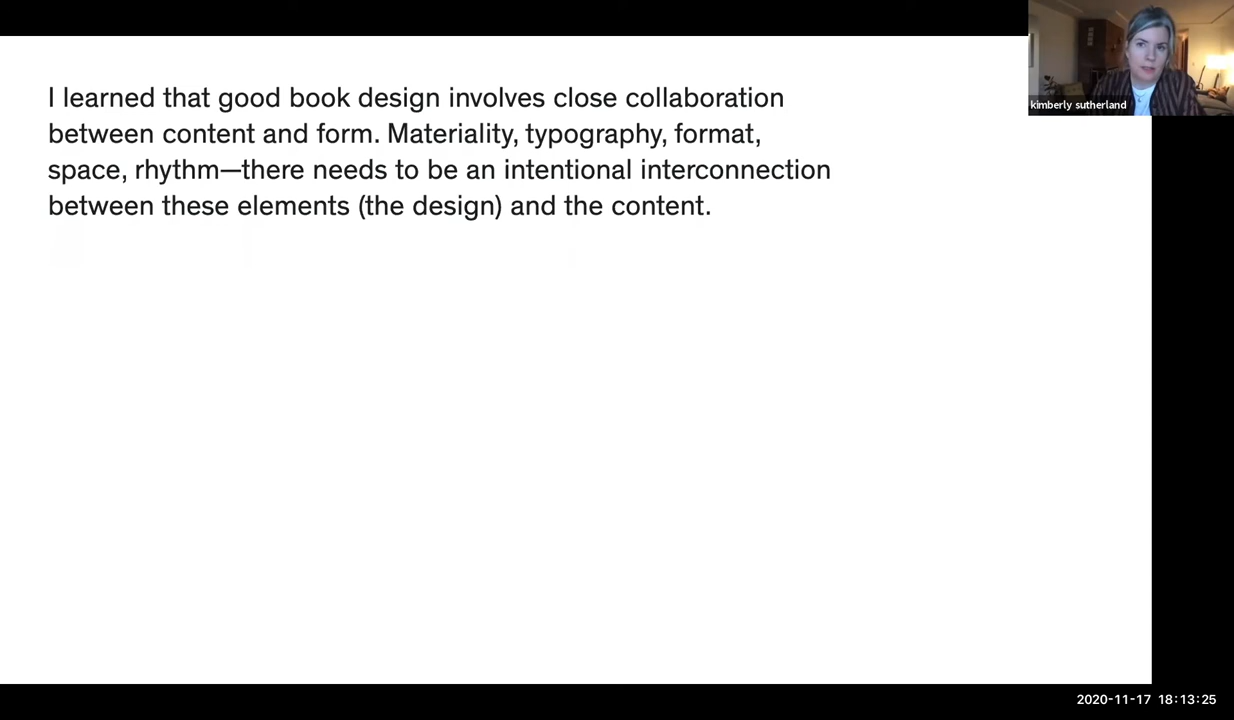 I learned that good book design involves close collaboration
between content and form. Materiality, typography, format,
space, rhythm—there needs to be an intentional interconnection
between these elements (the design) and the content.
kimberly sutherland
2020-11-17 18:13:25